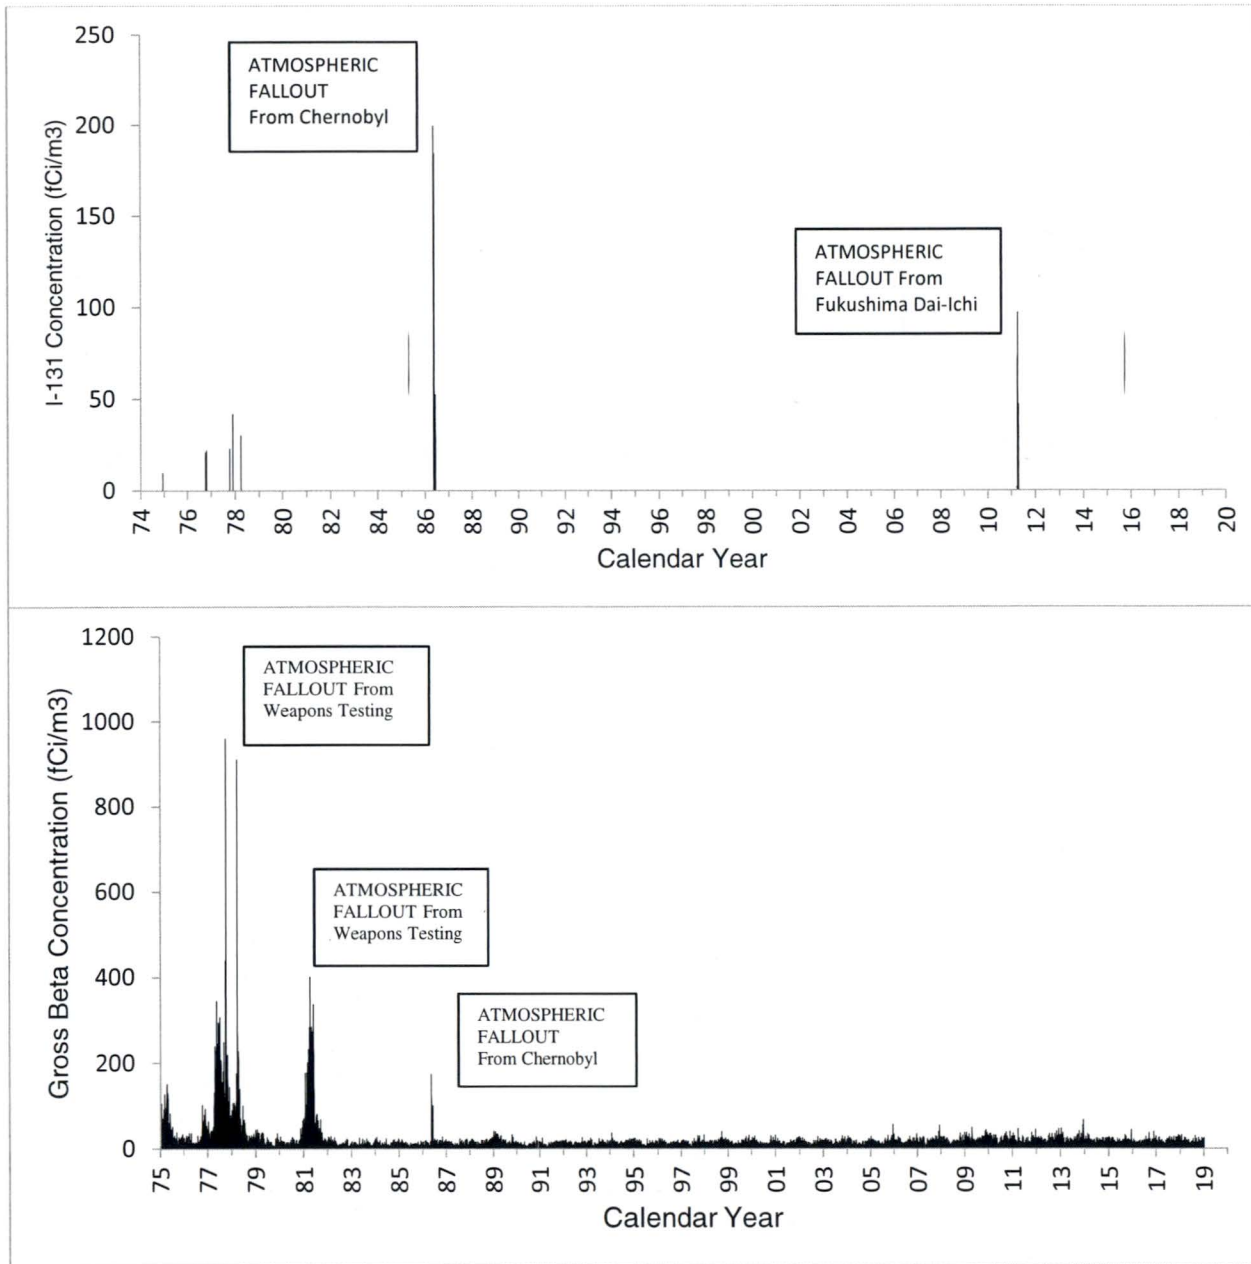 250
200
150
100
50
0
I-131 Concentration (fCi/m3)
ATMOSPHERIC
FALLOUT
From Chernobyl
ATMOSPHERIC
FALLOUT From
Fukushima Dai-Ichi
74 76 78 80 82 84 86 88 90 92 94 96 98 00 02 04 06 08 10 12 14 16 18 20
Calendar Year
1200
1000
800
600
400
200
0
Gross Beta Concentration (fCi/m3)
ATMOSPHERIC
FALLOUT From
Weapons Testing
ATMOSPHERIC
FALLOUT From
Weapons Testing
ATMOSPHERIC
FALLOUT
From Chernobyl
75 77 79 81 83 85 87 89 91 93 95 97 99 01 03 05 07 09 11 13 15 17 19
Calendar Year